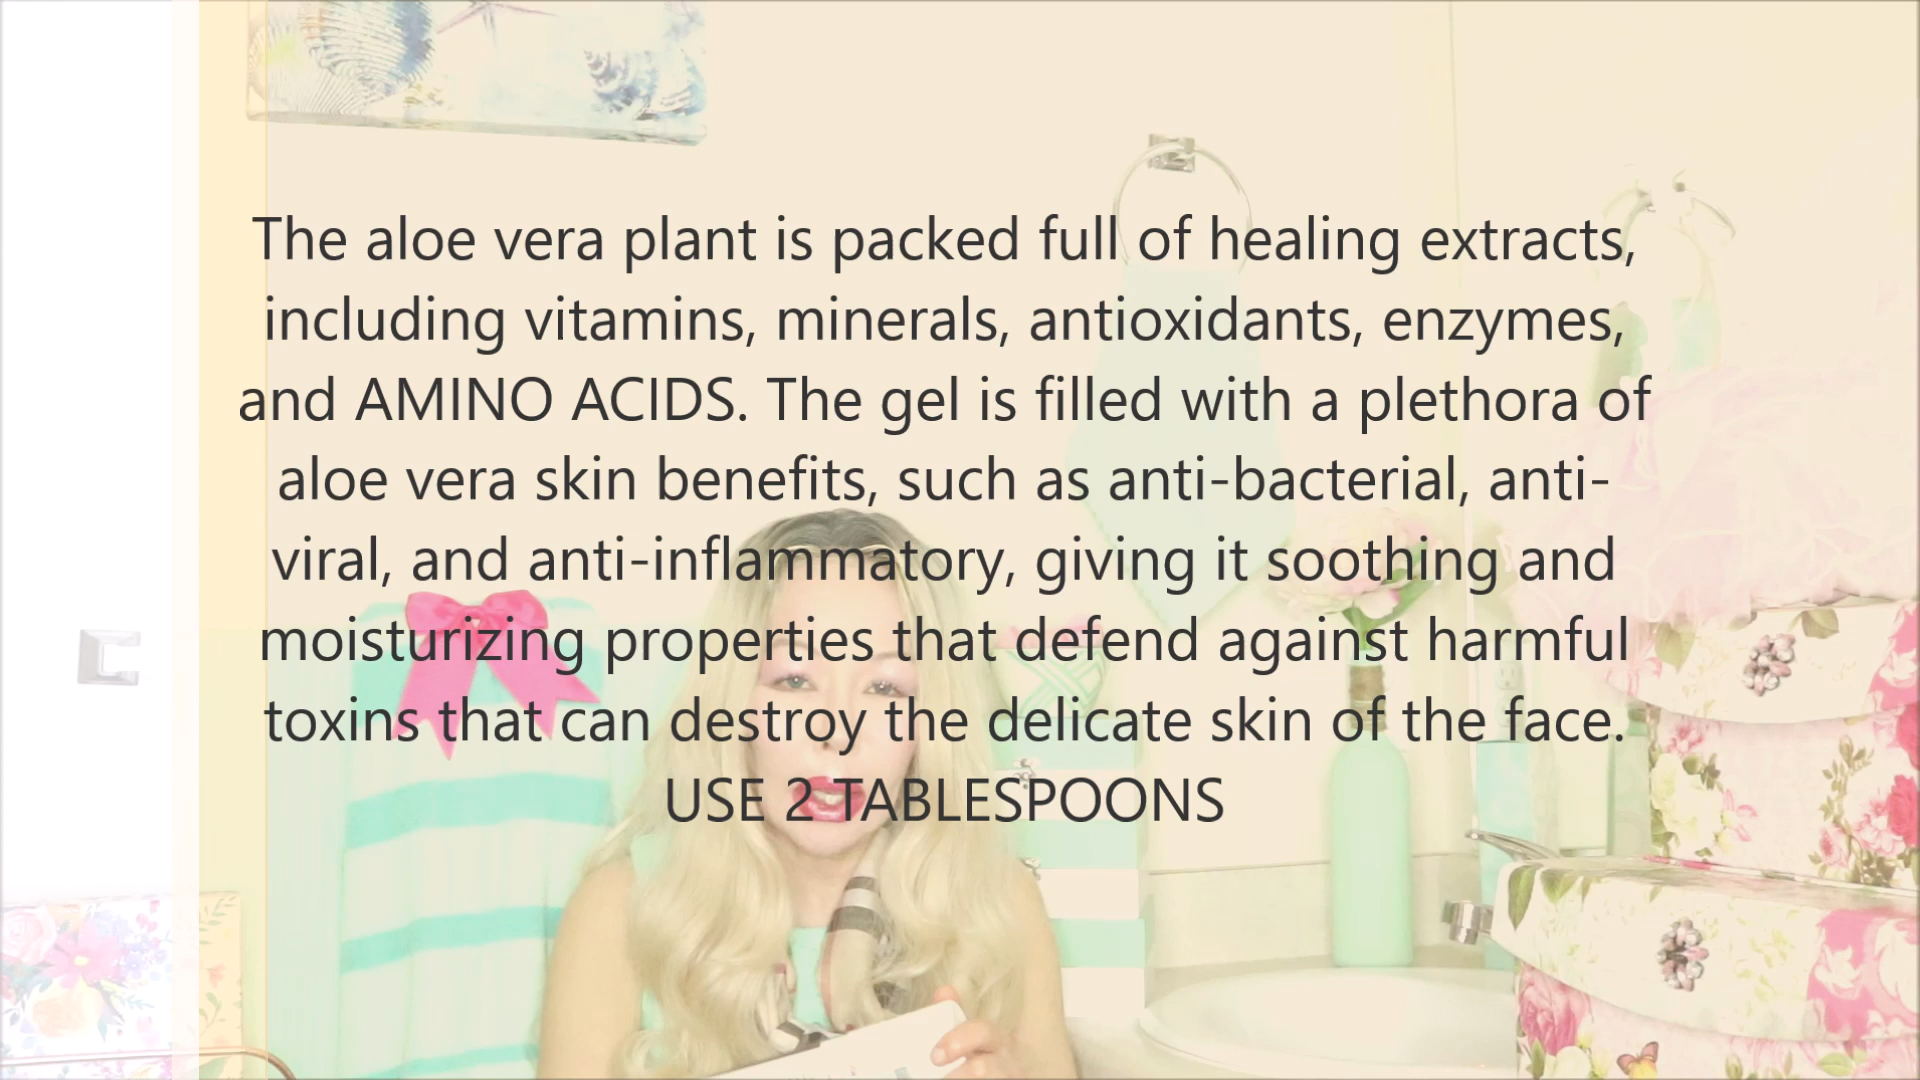 The aloe vera plant is packed full of healing extracts,
including vitamins, minerals, antioxidants, enzymes,
and AMINO ACIDS. The gel is filled with a plethora of
aloe vera skin benefits, such as anti-bacterial, anti-
viral, and anti-inflammatory, giving it soothing and
moisturizing properties that defend against harmful
toxins that can destroy the delicate skin of the face.
USE 2 TABLESPOONS